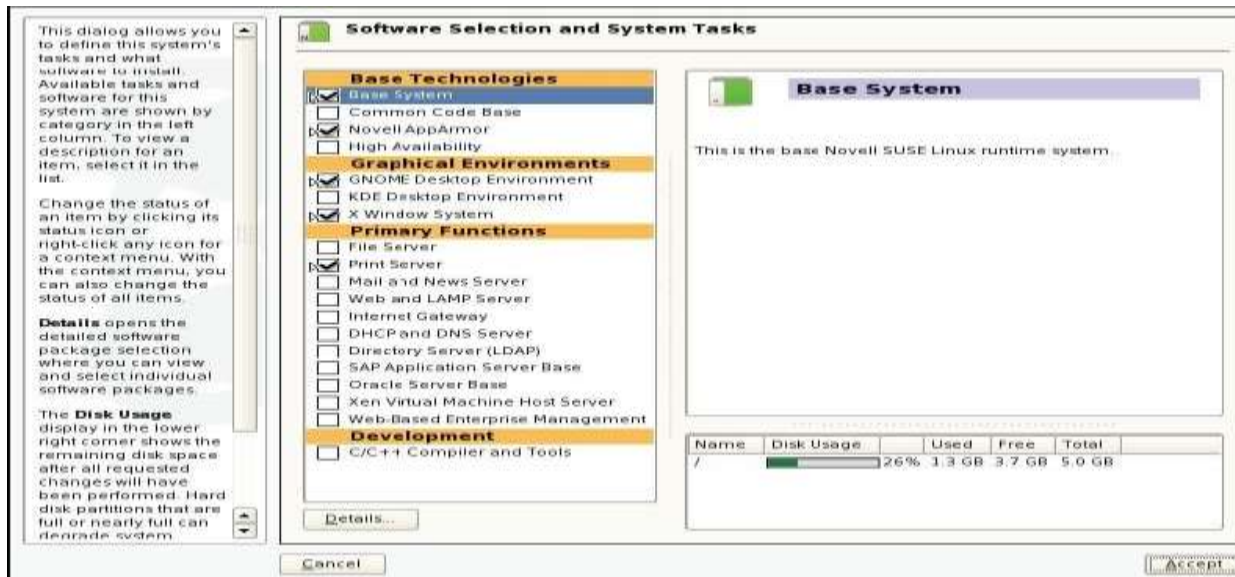 This dialog allows you
to define this system's
tasks and what
software to install.
Available tasks and
software for this
system are shown by
category in the left
column. To view a
description for an
item, select it in the
list.
Change the status of
an item by clicking its
status icon or
right-click any icon for
a context menu. With
the context menu, you
can also change the
status of all items.
Details opens the
detailed software
package selection
where you can view
and select individual
software packages.
The Disk Usage
display in the lower
right corner shows the
remaining disk space
after all requested
changes will have
been performed. Hard
disk partitions that are
full or nearly full can
degrade system
Software Selection and System Tasks
Base Technologies
Base System
Common Code Base
Novell AppArmor
High Availability
Graphical Environments
GNOME Desktop Environment
KDE Desktop Environment
X Window System
Primary Functions
File Server
Print Server
Mail and News Server
Web and LAMP Server
Internet Gateway
DHCP and DNS Server
Directory Server (LDAP)
SAP Application Server Base
Oracle Server Base
Xen Virtual Machine Host Server
Web-Based Enterprise Management
Development
C/C++ Compiler and Tools
Details...
Base System
This is the base Novell SUSE Linux runtime system.
Name Disk Usage Used Free Total
/ 26% 1.3 GB 3.7 GB 5.0 GB
Cancel
Accept